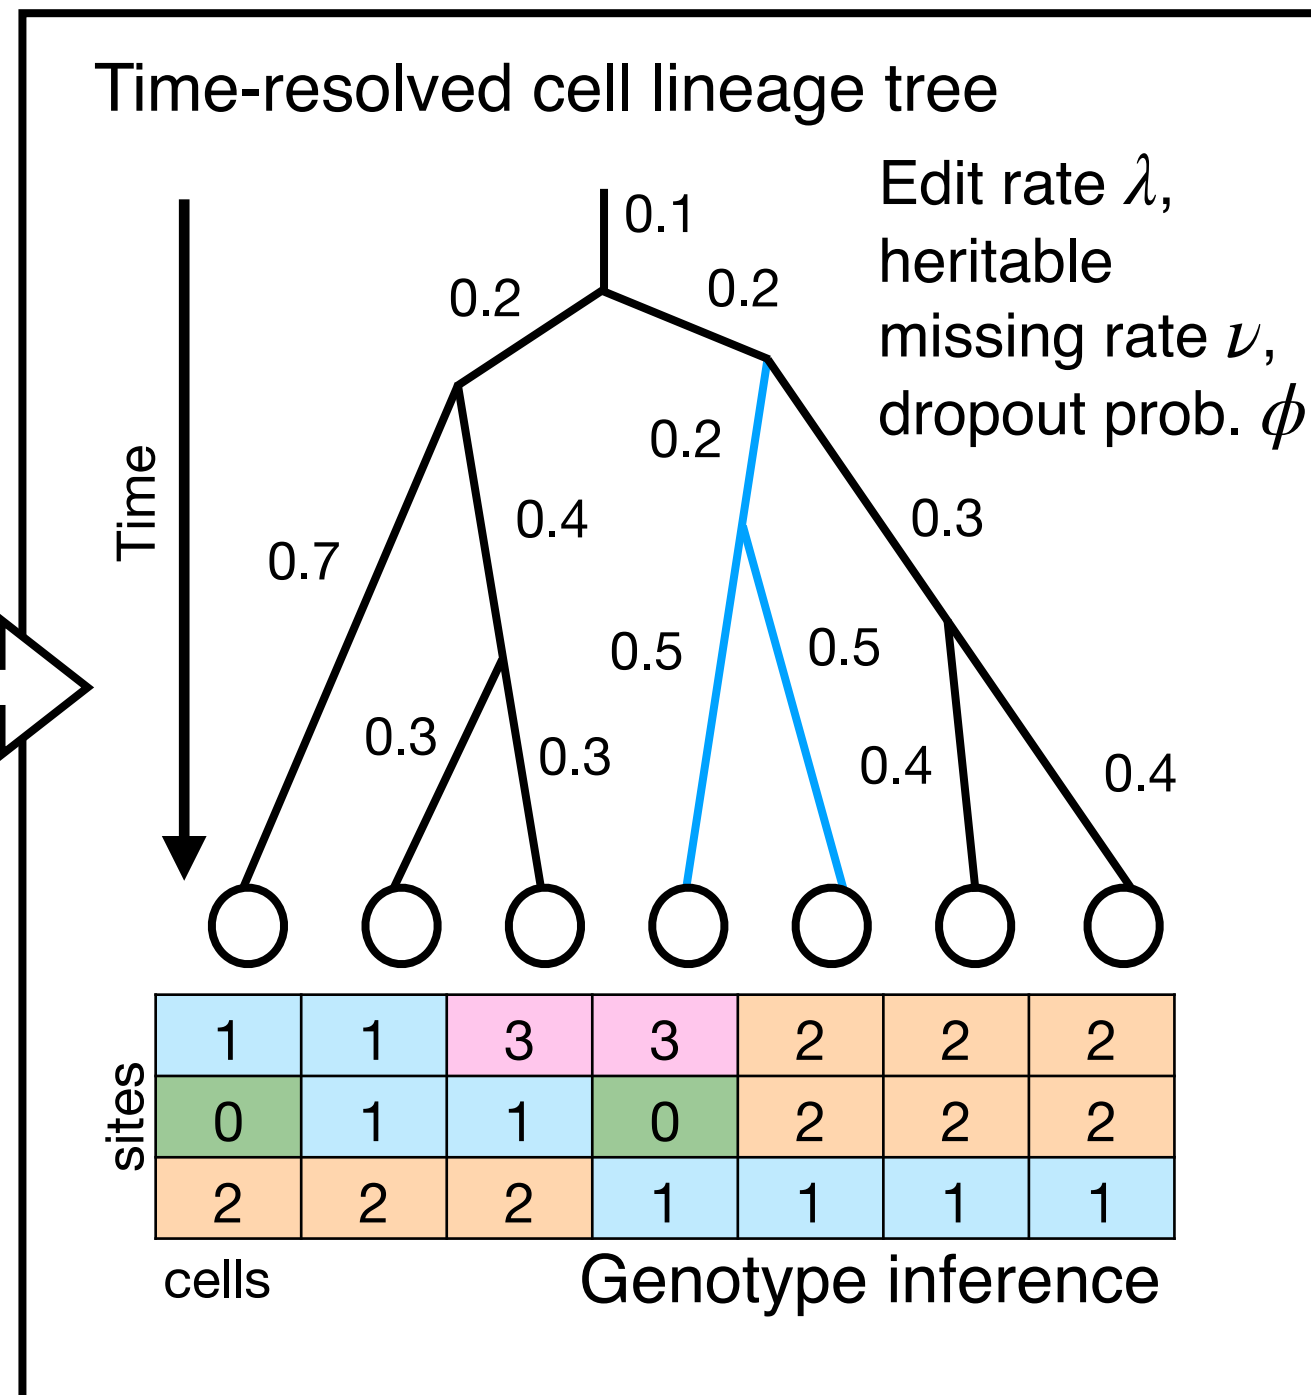 Time-resolved cell lineage tree
Edit rate λ,
heritable
missing rate ν,
dropout prob. ϕ
Time
0.1
0.2
0.2
0.2
0.4
0.3
0.7
0.5
0.5
0.3
0.3
0.4
0.4
sites
1 1 3 3 2 2 2
0 1 1 0 2 2 2
2 2 2 1 1 1 1
cells
Genotype inference